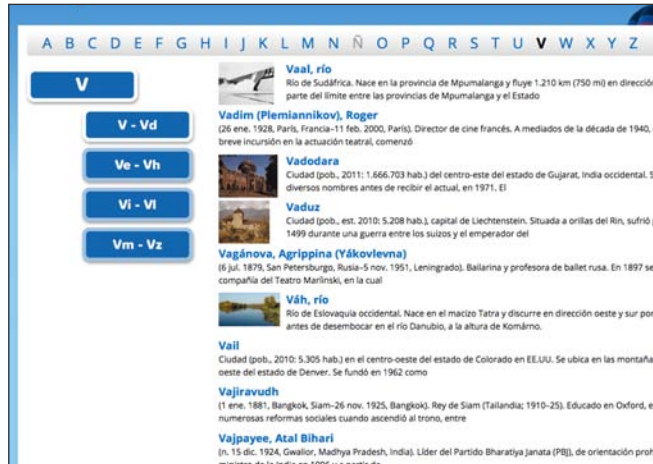 A B C D E F G H I J K L M N Ñ O P Q R S T U V W X Y Z
V
V - Vd
Ve - Vh
Vi - Vl
Vm - Vz
Vaal, río
Río de Sudáfrica. Nace en la provincia de Mpumalanga y fluye 1.210 km (750 mi) en dirección
parte del límite entre las provincias de Mpumalanga y el Estado
Vadim (Plemiannikov), Roger
(26 ene. 1928, París, Francia–11 feb. 2000, París). Director de cine francés. A mediados de la década de 1940,
breve incursión en la actuación teatral, comenzó
Vadodara
Ciudad (pob., 2011: 1.666.703 hab.) del centro-este del estado de Gujarat, India occidental.
diversos nombres antes de recibir el actual, en 1971. El
Vaduz
Ciudad (pob., est. 2010: 5.208 hab.), capital de Liechtenstein. Situada a orillas del Rin, sufrió
1499 durante una guerra entre los suizos y el emperador del
Vagánova, Agrippina (Yákovlevna)
(6 jul. 1879, San Petersburgo, Rusia–5 nov. 1951, Leningrado). Bailarina y profesora de ballet rusa. En 1897 se
compañía del Teatro Marlinski, en la cual
Váh, río
Río de Eslovaquia occidental. Nace en el macizo Tatra y discurre en dirección oeste y sur por
antes de desembocar en el río Danubio, a la altura de Komárno.
Vail
Ciudad (pob., 2010: 5.305 hab.) en el centro-oeste del estado de Colorado en EE.UU. Se ubica en las
oeste del estado de Denver. Se fundó en 1962 como
Vajiravudh
(1 ene. 1881, Bangkok, Siam–26 nov. 1925, Bangkok). Rey de Siam (Tailandia; 1910–25). Educado en Oxford,
numerosas reformas sociales cuando ascendió al trono, entre
Vajpayee, Atal Bihari
(n. 15 dic. 1924, Gwalior, Madhya Pradesh, India). Líder del Partido Bharatiya Janata (PBJ), de orientación